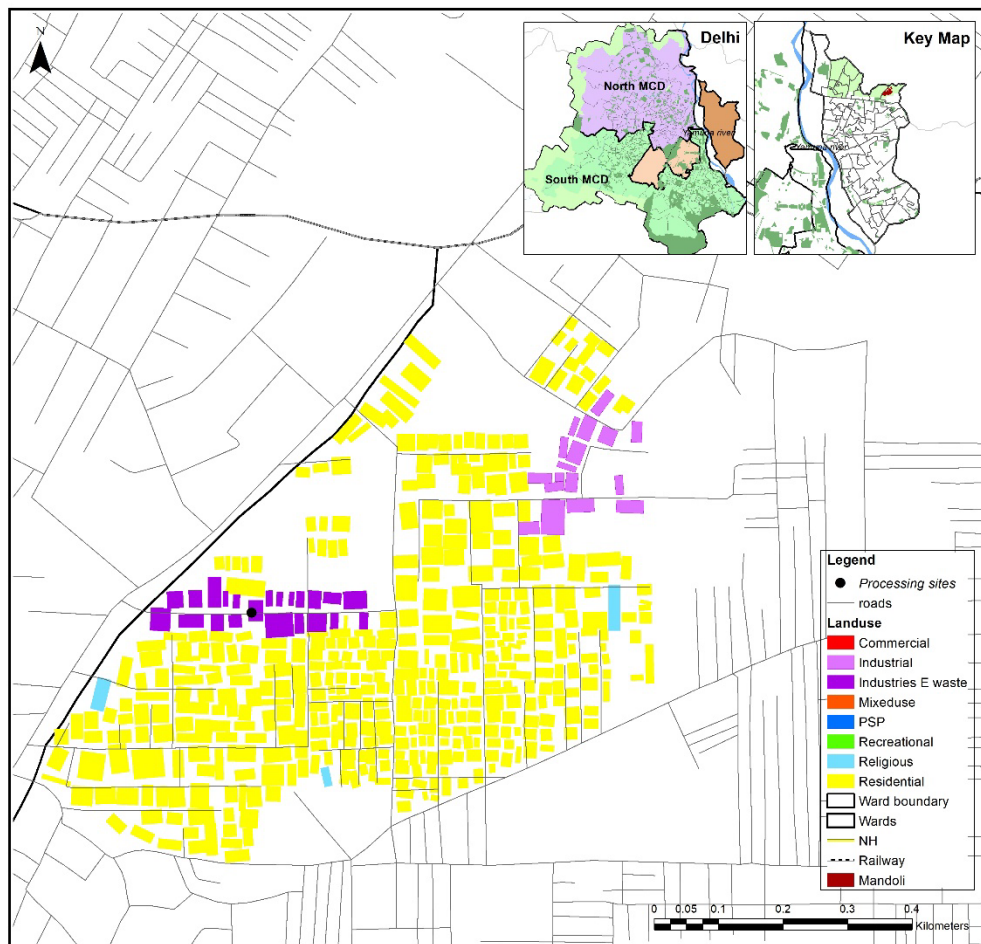 N
Delhi
North MCD
Yamuna river
South MCD
Key Map
Yamuna river
Legend
Processing sites
roads
Landuse
Commercial
Industrial
Industries E waste
Mixeduse
PSP
Recreational
Religious
Residential
Ward boundary
Wards
NH
Railway
Mandoli
0 0.05 0.1 0.2 0.3 0.4
Kilometers